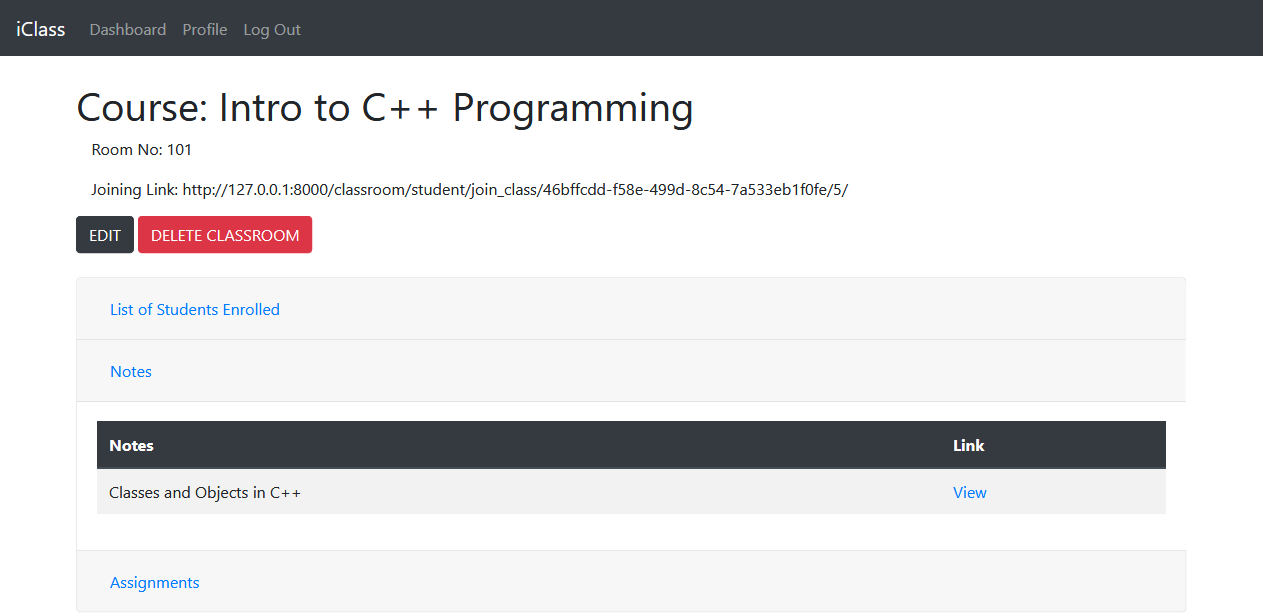 iClass Dashboard Profile Log Out
Course: Intro to C++ Programming
Room No: 101
Joining Link: http://127.0.0.1:8000/classroom/student/join_class/46bffcdd-f58e-499d-8c54-7a533eb1f0fe/5/
EDIT DELETE CLASSROOM
List of Students Enrolled
Notes
Notes Link
Classes and Objects in C++ View
Assignments